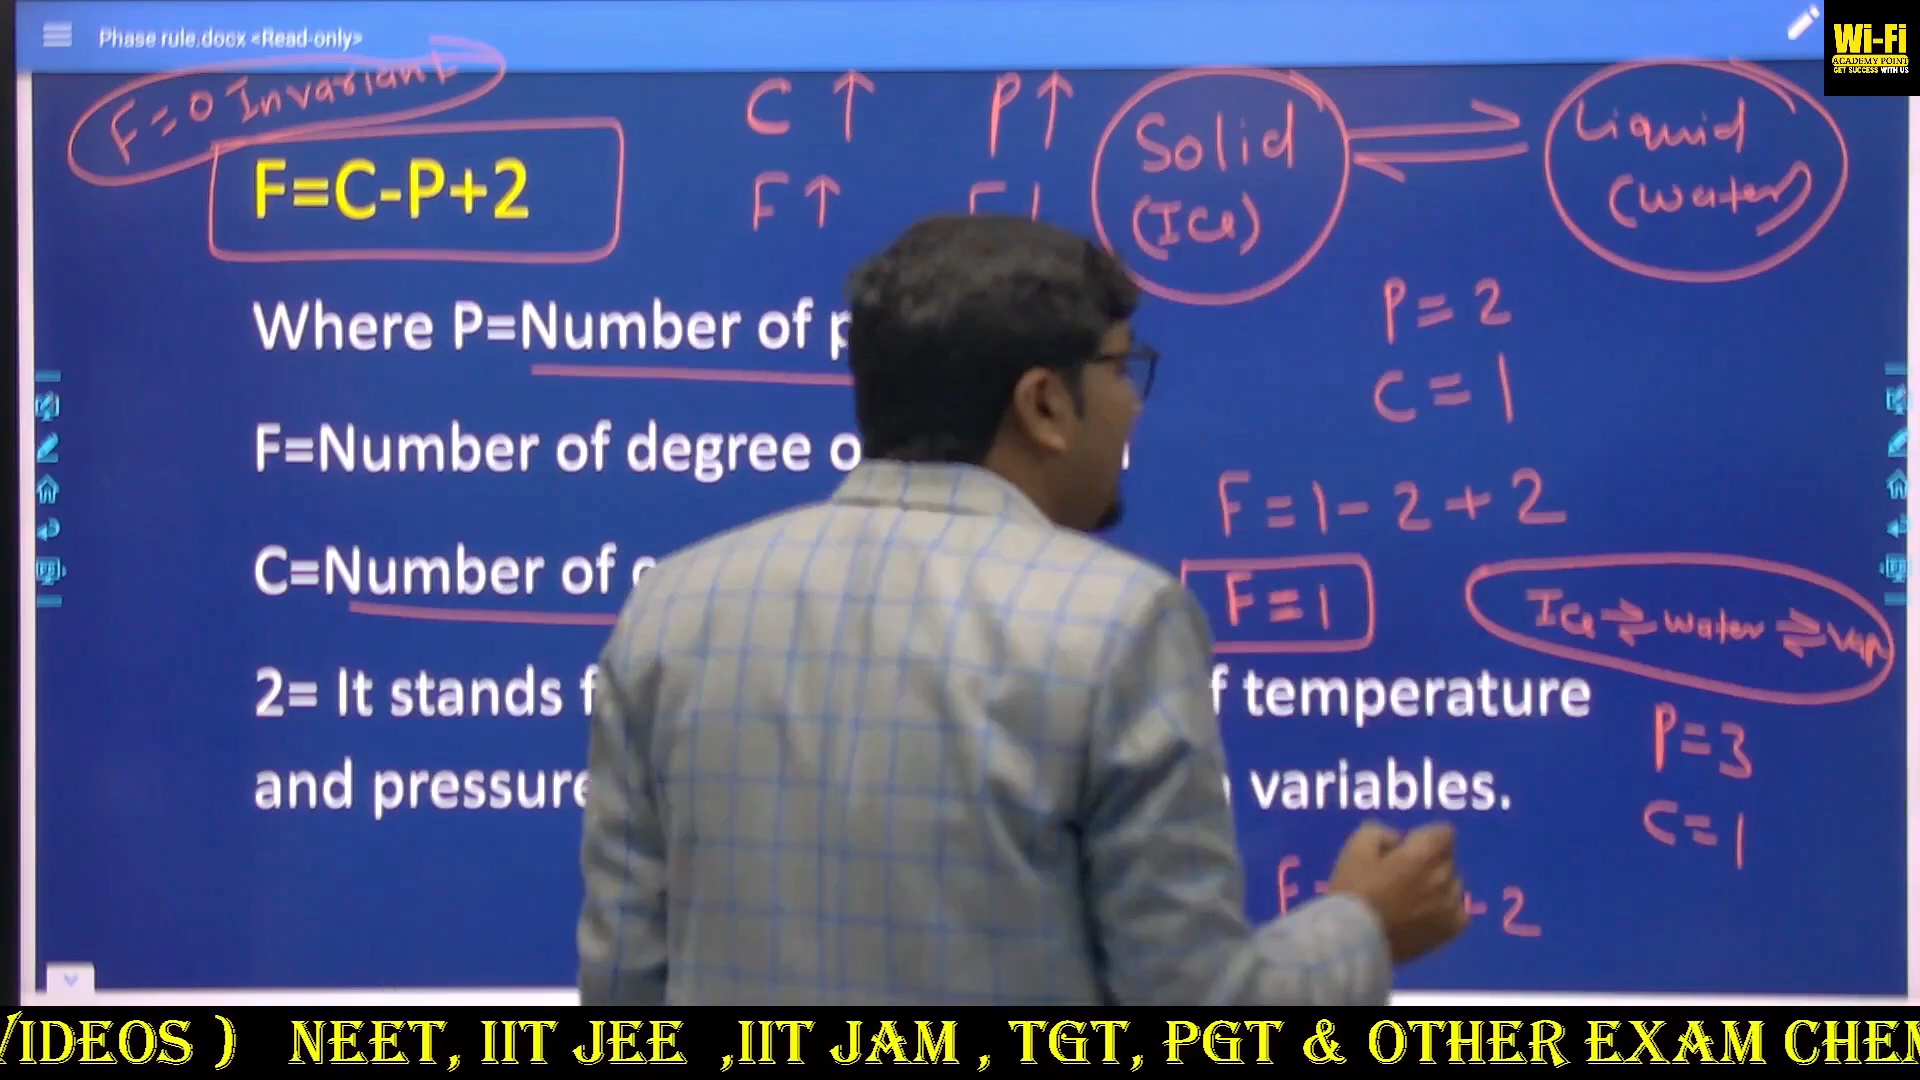 Phase rule.docx <Read-only>
Wi-Fi
ACADEMY POINT
GET SUCCESS WITH US
F=0 Invariant
C ↑ P ↑
F ↑
F=C-P+2
Solid
(Ice)
⇌
Liquid
(Water)
P=2
C=1
Where P=Number of
F=Number of degree
F=1-2+2
C=Number of
F=1
Ice ⇌ water ⇌ vap
2= It stands
temperature
and pressure
variables.
P=3
C=1
F=
2
VIDEOS ) NEET, IIT JEE ,IIT JAM , TGT, PGT & OTHER EXAM CHEM